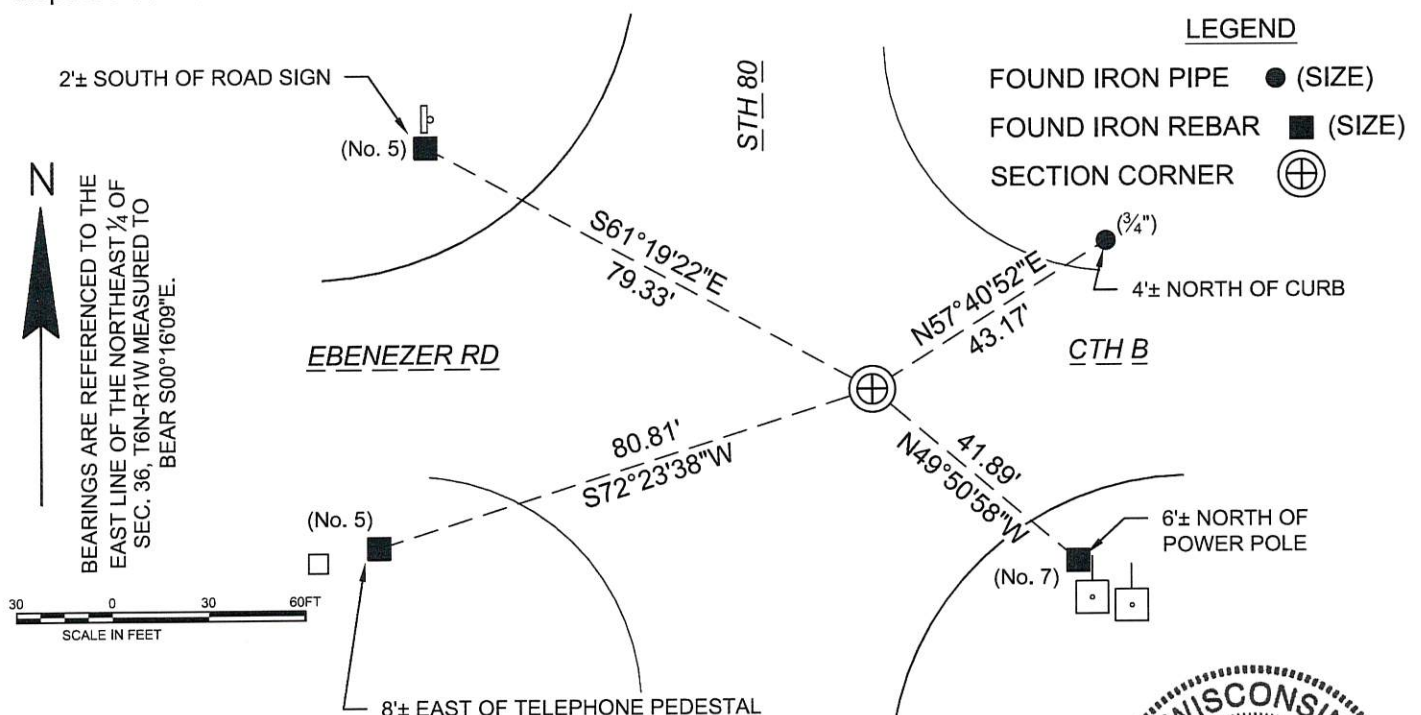 LEGEND
2'± SOUTH OF ROAD SIGN
STH 80
FOUND IRON PIPE (SIZE)
FOUND IRON REBAR (SIZE)
SECTION CORNER
(No. 5)
N
BEARINGS ARE REFERENCED TO THE
EAST LINE OF THE NORTHEAST ¼ OF
SEC. 36, T6N-R1W MEASURED TO
BEAR S00°16'09"E.
S61°19'22"E
79.33'
(¾")
N57°40'52"E
43.17'
4'± NORTH OF CURB
EBENEZER RD
CTH B
80.81'
S72°23'38"W
41.89'
N49°50'58"W
(No. 5)
6'± NORTH OF
POWER POLE
(No. 7)
30 0 30 60FT
SCALE IN FEET
8'± EAST OF TELEPHONE PEDESTAL
WISCONSIN